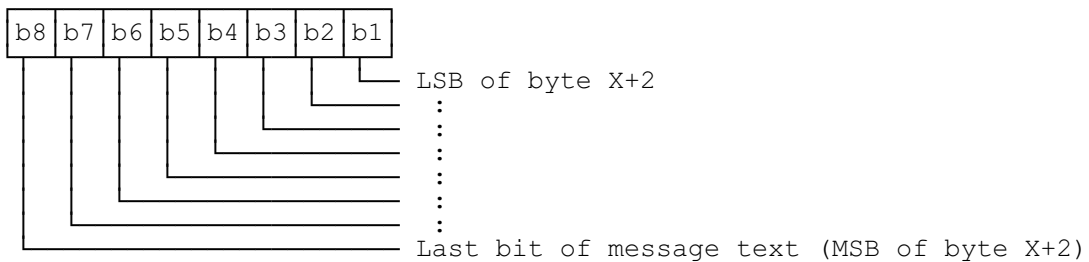 b8 b7 b6 b5 b4 b3 b2 b1
LSB of byte X+2
:
:
:
:
:
:
Last bit of message text (MSB of byte X+2)